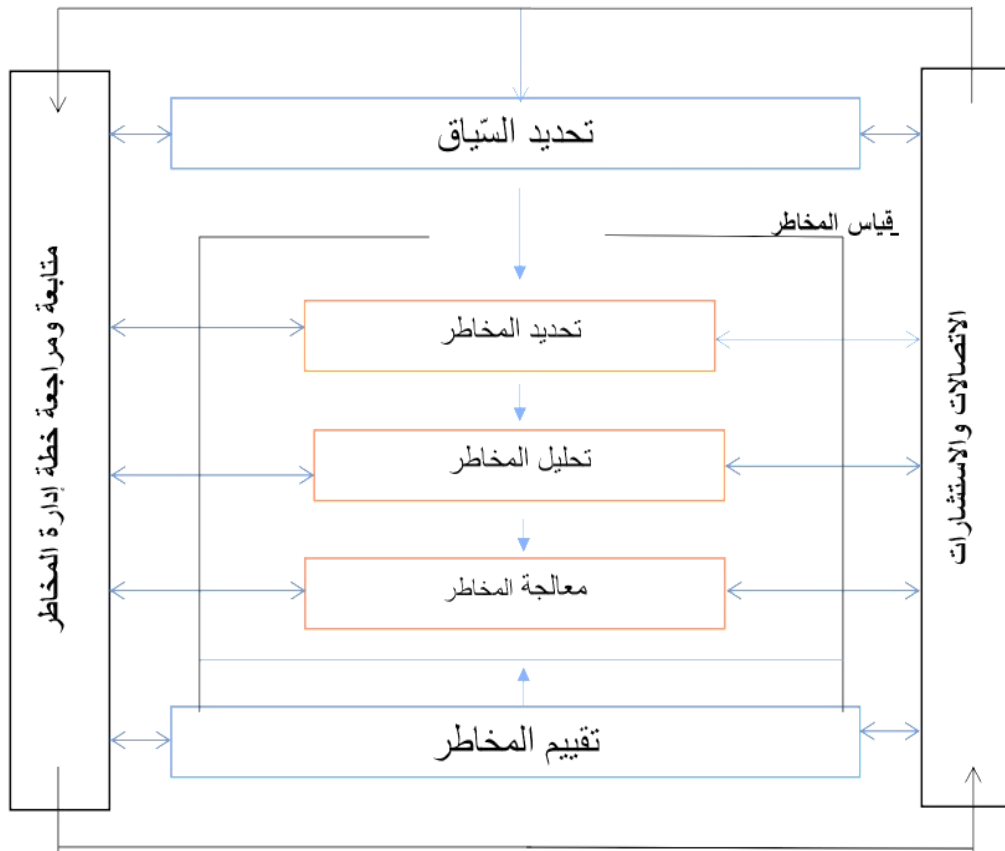 تحديد السّياق
قياس المخاطر
تحديد المخاطر
تحليل المخاطر
معالجة المخاطر
تقييم المخاطر
الاتصالات والاستشارات
متابعة ومراجعة خطة إدارة المخاطر